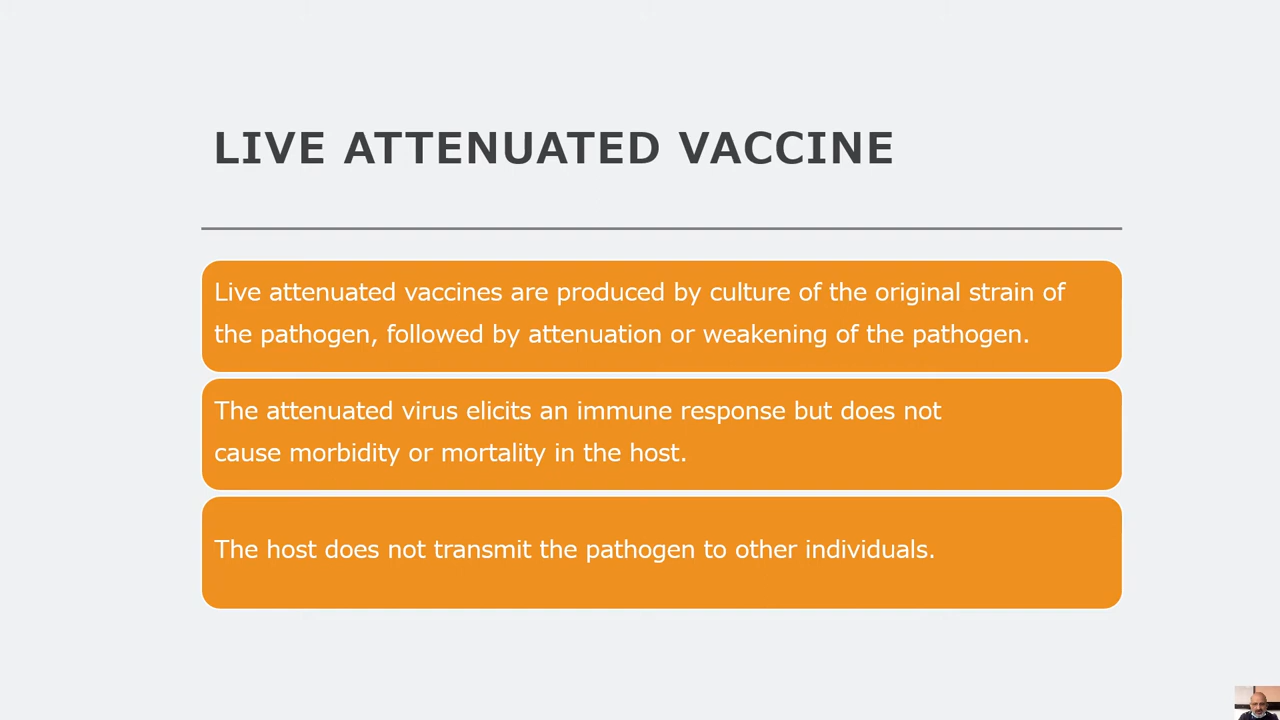 LIVE ATTENUATED VACCINE
Live attenuated vaccines are produced by culture of the original strain of
the pathogen, followed by attenuation or weakening of the pathogen.
The attenuated virus elicits an immune response but does not
cause morbidity or mortality in the host.
The host does not transmit the pathogen to other individuals.